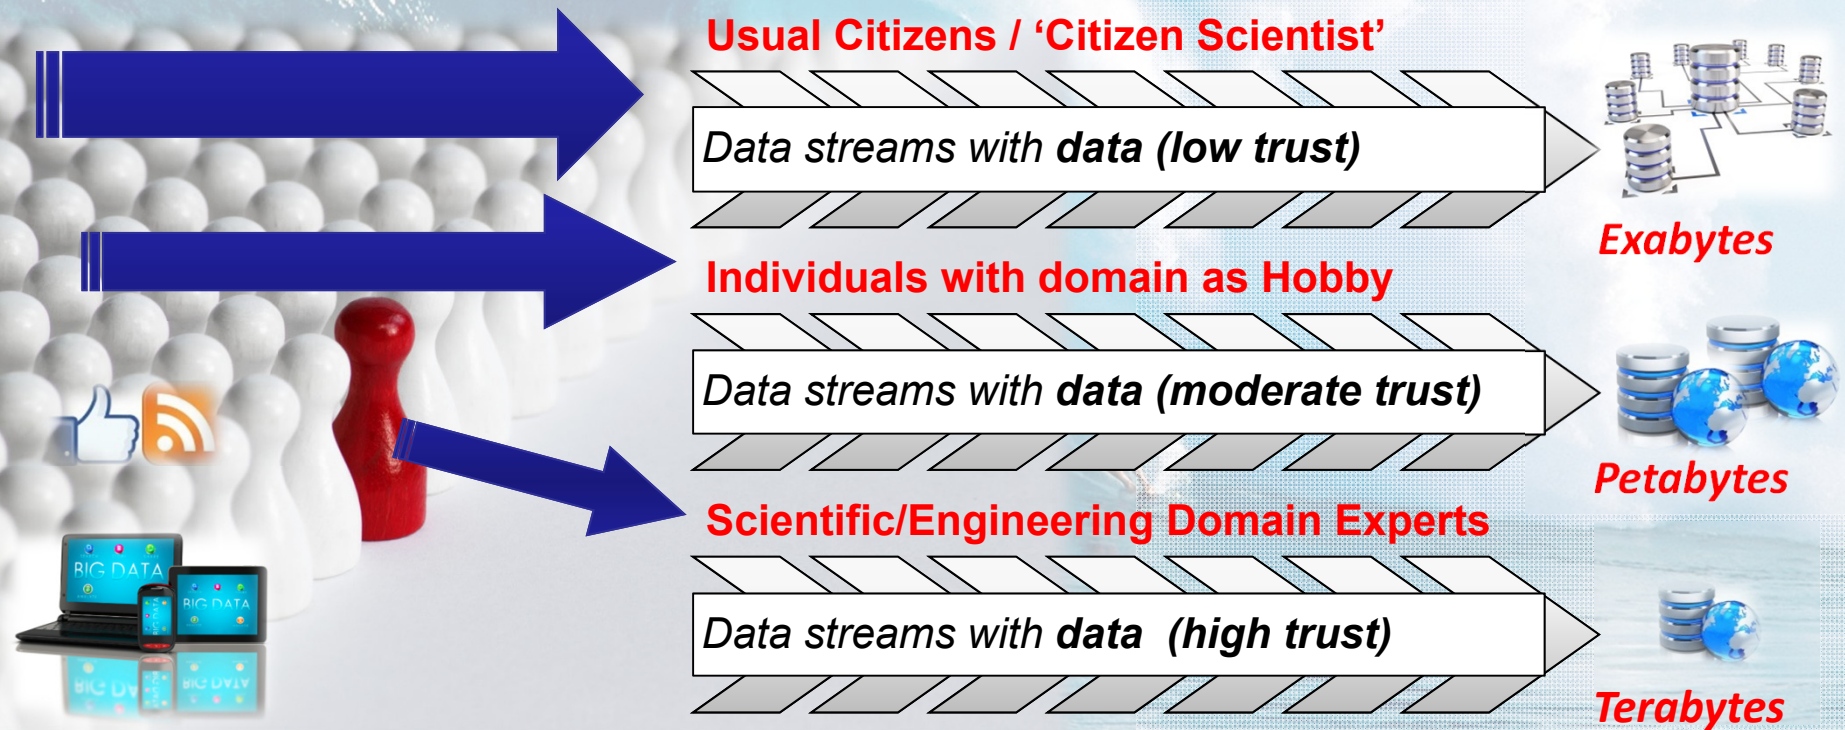 Usual Citizens / ‘Citizen Scientist’
Data streams with data (low trust)
Exabytes
Individuals with domain as Hobby
Data streams with data (moderate trust)
Petabytes
Scientific/Engineering Domain Experts
Data streams with data  (high trust)
Terabytes
BIG DATA
BIG DATA